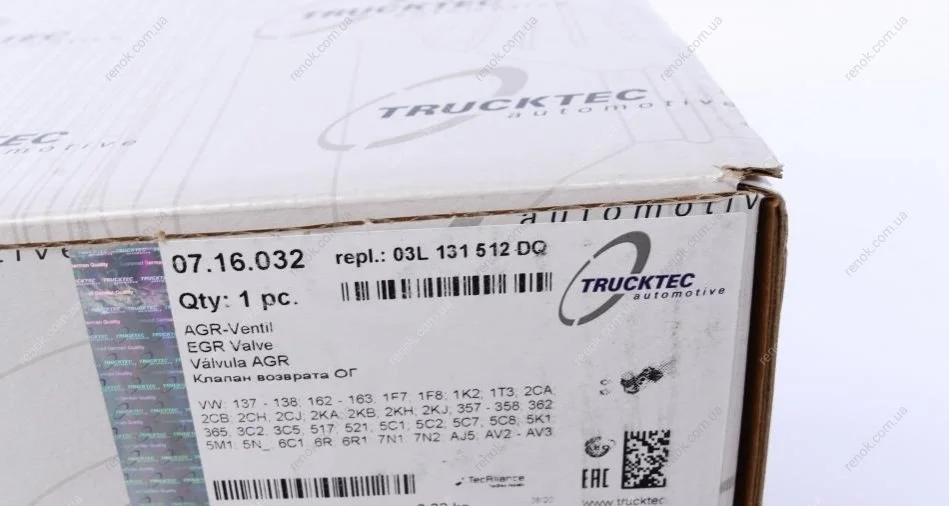 TRUCKTEC
automotive
automotiv
07.16.032 repl.: 03L 131 512 DQ
Qty: 1 pc.
TRUCKTEC
automotive
AGR-Ventil
EGR Valve
Válvula AGR
Клапан возврата ОГ
VW: 137 - 138; 162 - 163, 1F7, 1F8; 1K2; 1T3, 2CA,
2CB, 2CH, 2CJ; 2KA; 2KB, 2KH; 2KJ, 357 - 358, 362
365, 3C2, 3C5, 517; 521, 5C1; 5C2, 5C7, 5C8, 5K1;
5M1; 5N_, 6C1, 6R, 6R1; 7N1; 7N2, AJ5, AV2 - AV3
TecAlliance
EAC
www.trucktec
renok.com.ua